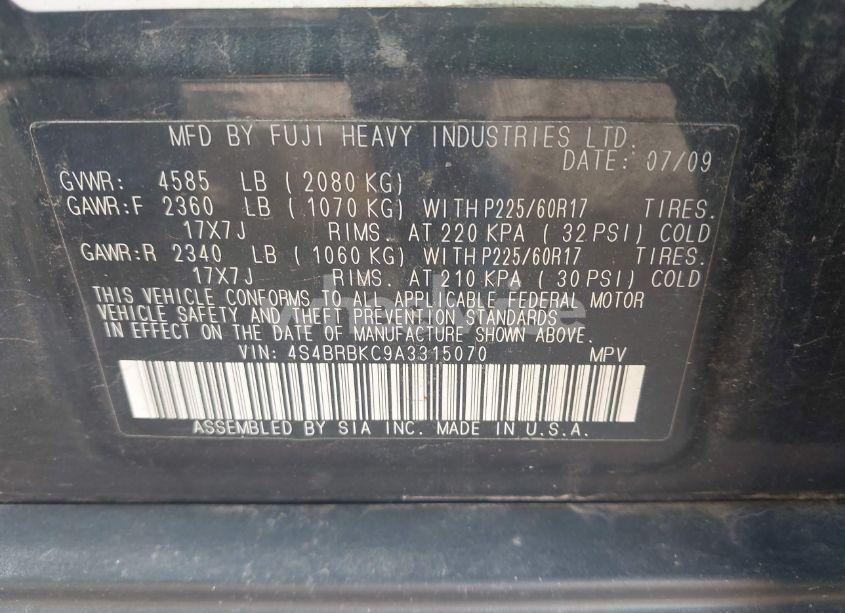 MFD BY FUJI HEAVY INDUSTRIES LTD.
DATE: 07/09
GVWR: 4585 LB ( 2080 KG)
GAWR:F 2360 LB ( 1070 KG) WITH P225/60R17 TIRES.
17X7J RIMS. AT 220 KPA ( 32 PSI) COLD
GAWR:R 2340 LB ( 1060 KG) WITH P225/60R17 TIRES.
17X7J RIMS. AT 210 KPA ( 30 PSI) COLD
THIS VEHICLE CONFORMS TO ALL APPLICABLE FEDERAL MOTOR
VEHICLE SAFETY AND THEFT PREVENTION STANDARDS
IN EFFECT ON THE DATE OF MANUFACTURE SHOWN ABOVE.
VIN: 4S4BRBKC9A3315070 MPV
ASSEMBLED BY SIA INC. MADE IN U.S.A.